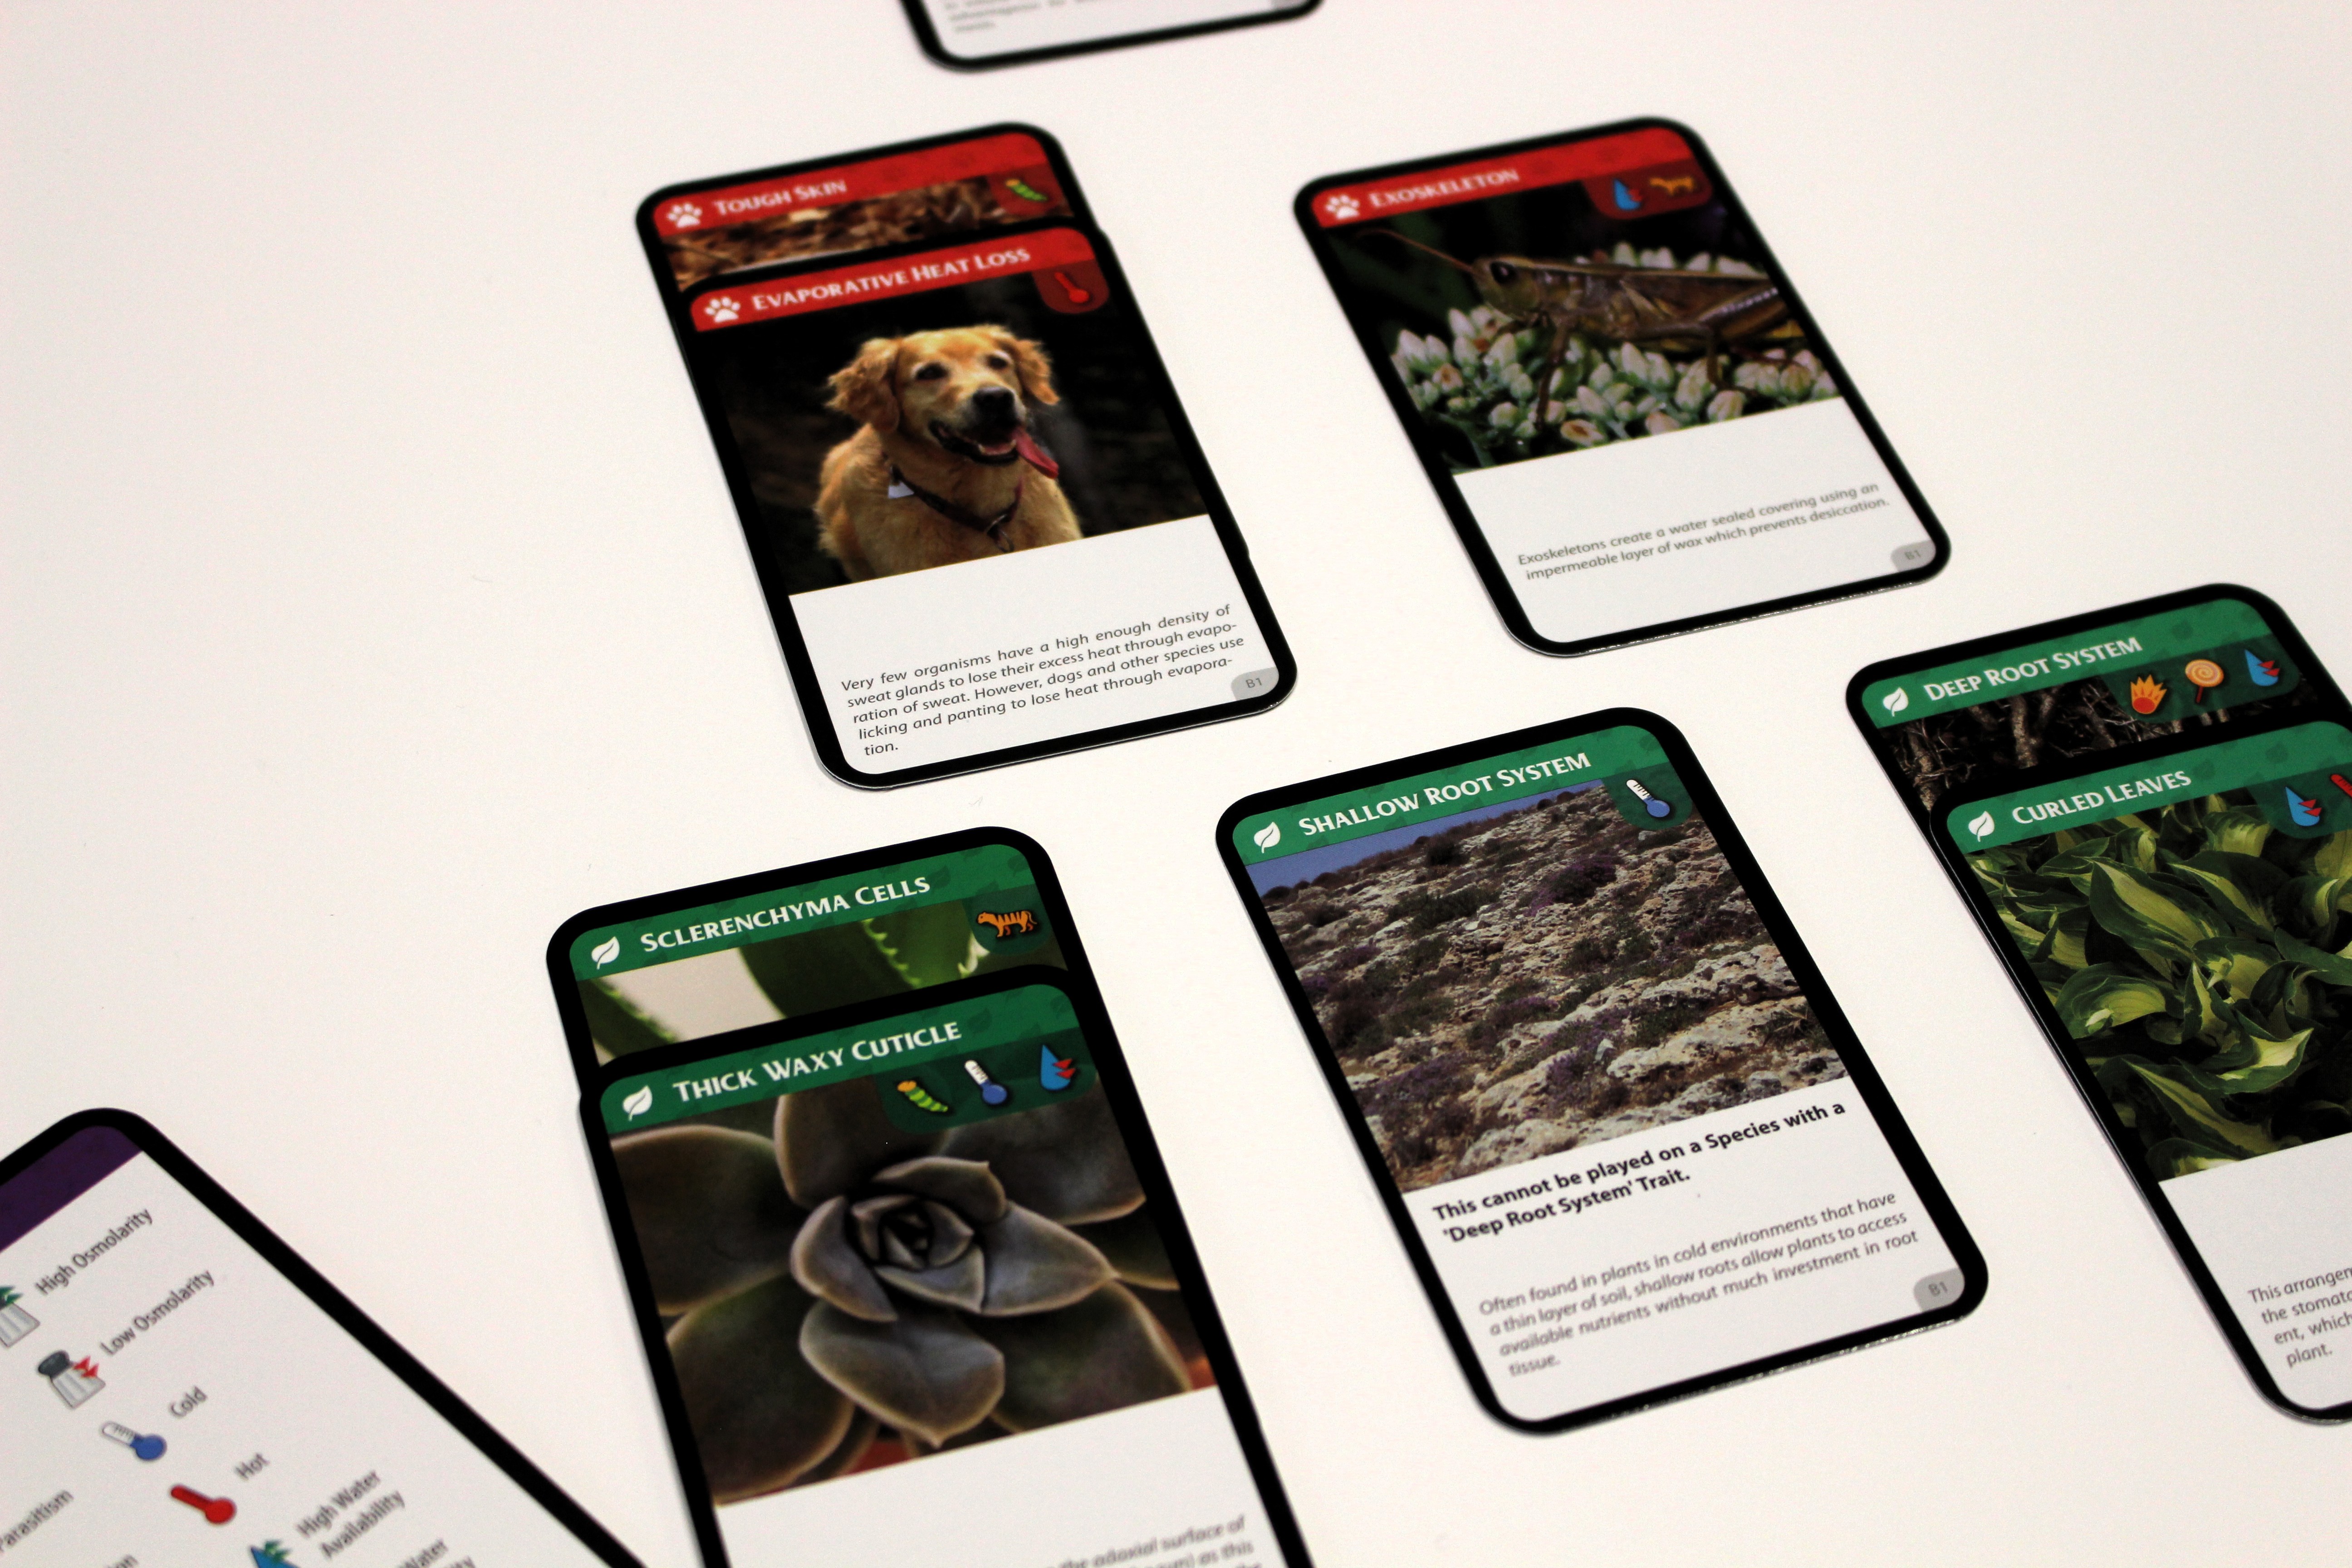 TOUGH SKIN
EVAPORATIVE HEAT LOSS
Very few organisms have a high enough density of
sweat glands to lose their excess heat through evapo-
ration of sweat. However, dogs and other species use
licking and panting to lose heat through evapora-
tion.
B1
EXOSKELETON
Exoskeletons create a water sealed covering using an
impermeable layer of wax which prevents desiccation.
B1
DEEP ROOT SYSTEM
CURLED LEAVES
the
ent, which
plant.
SHALLOW ROOT SYSTEM
This cannot be played on a Species with a
'Deep Root System' Trait.
Often found in plants in cold environments that have
a thin layer of soil, shallow roots allow plants to access
available nutrients without much investment in root
tissue.
B1
SCLERENCHYMA CELLS
THICK WAXY CUTICLE
the adaxial surface of
as this
High Osmolarity
Low Osmolarity
Cold
Hot
High Water
Availability